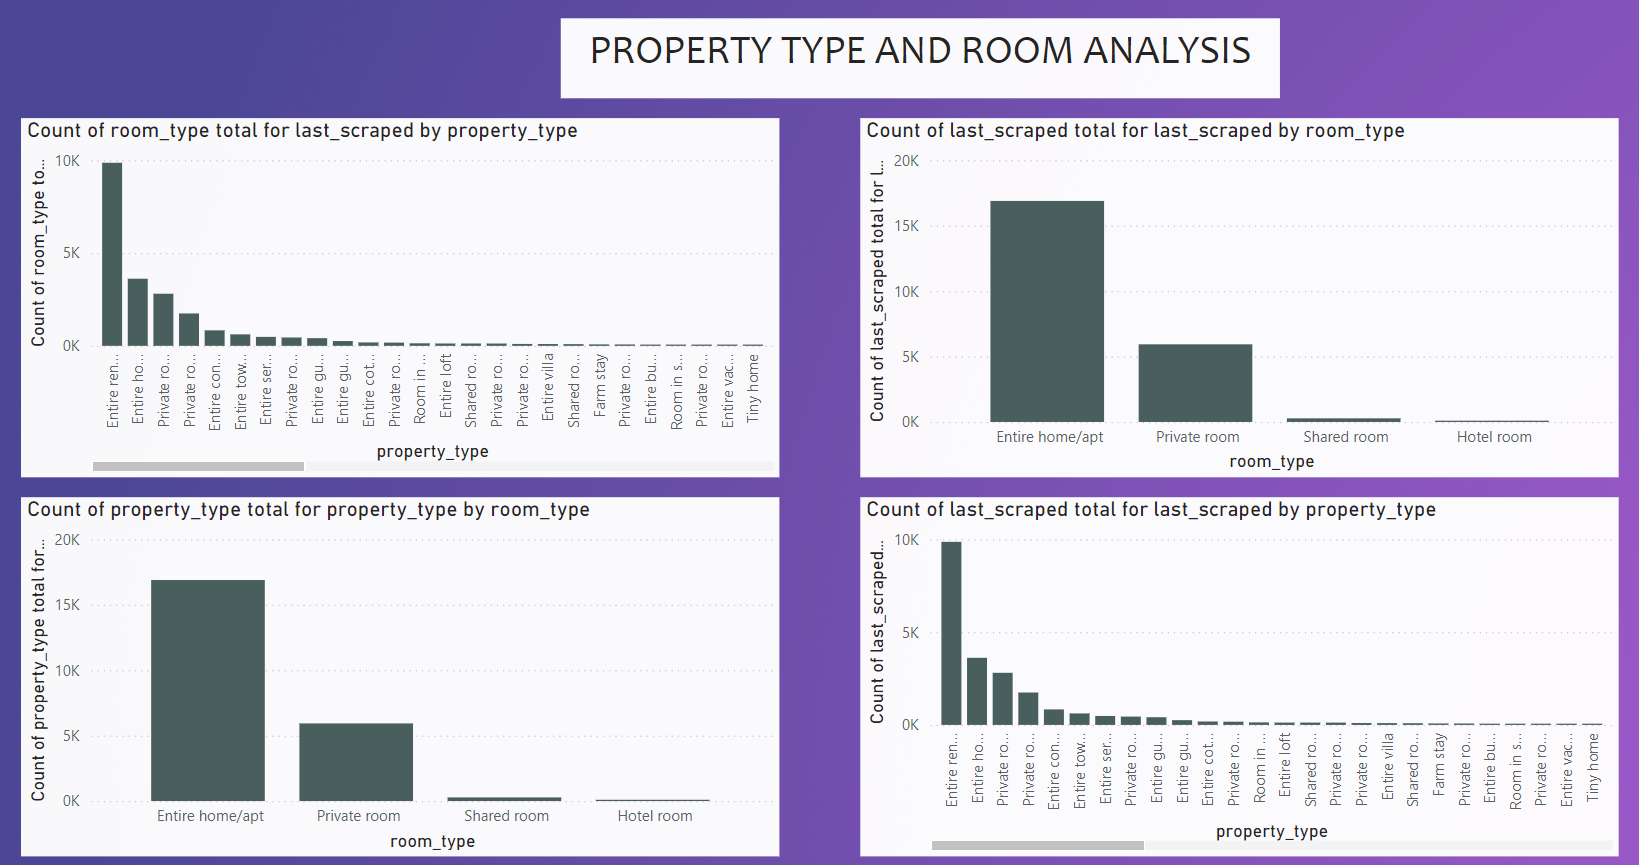 PROPERTY TYPE AND ROOM ANALYSIS
Count of room_type total for last_scraped by property_type
Count of room_type to...
10K
5K
0K
Entire ren...
Entire ho...
Private ro...
Private ro...
Entire con...
Entire tow...
Entire ser...
Private ro...
Entire gu...
Entire gu...
Entire cot...
Private ro...
Room in ...
Entire loft
Shared ro...
Private ro...
Private ro...
Entire villa
Shared ro...
Farm stay
Private ro...
Entire bu...
Room in s...
Private ro...
Entire vac...
Tiny home
property_type
Count of last_scraped total for last_scraped by room_type
Count of last_scraped total for l...
20K
15K
10K
5K
0K
Entire home/apt
Private room
Shared room
Hotel room
room_type
Count of property_type total for property_type by room_type
Count of property_type total for...
20K
15K
10K
5K
0K
Entire home/apt
Private room
Shared room
Hotel room
room_type
Count of last_scraped total for last_scraped by property_type
Count of last_scraped...
10K
5K
0K
Entire ren...
Entire ho...
Private ro...
Private ro...
Entire con...
Entire tow...
Entire ser...
Private ro...
Entire gu...
Entire gu...
Entire cot...
Private ro...
Room in ...
Entire loft
Shared ro...
Private ro...
Private ro...
Entire villa
Shared ro...
Farm stay
Private ro...
Entire bu...
Room in s...
Private ro...
Entire vac...
Tiny home
property_type